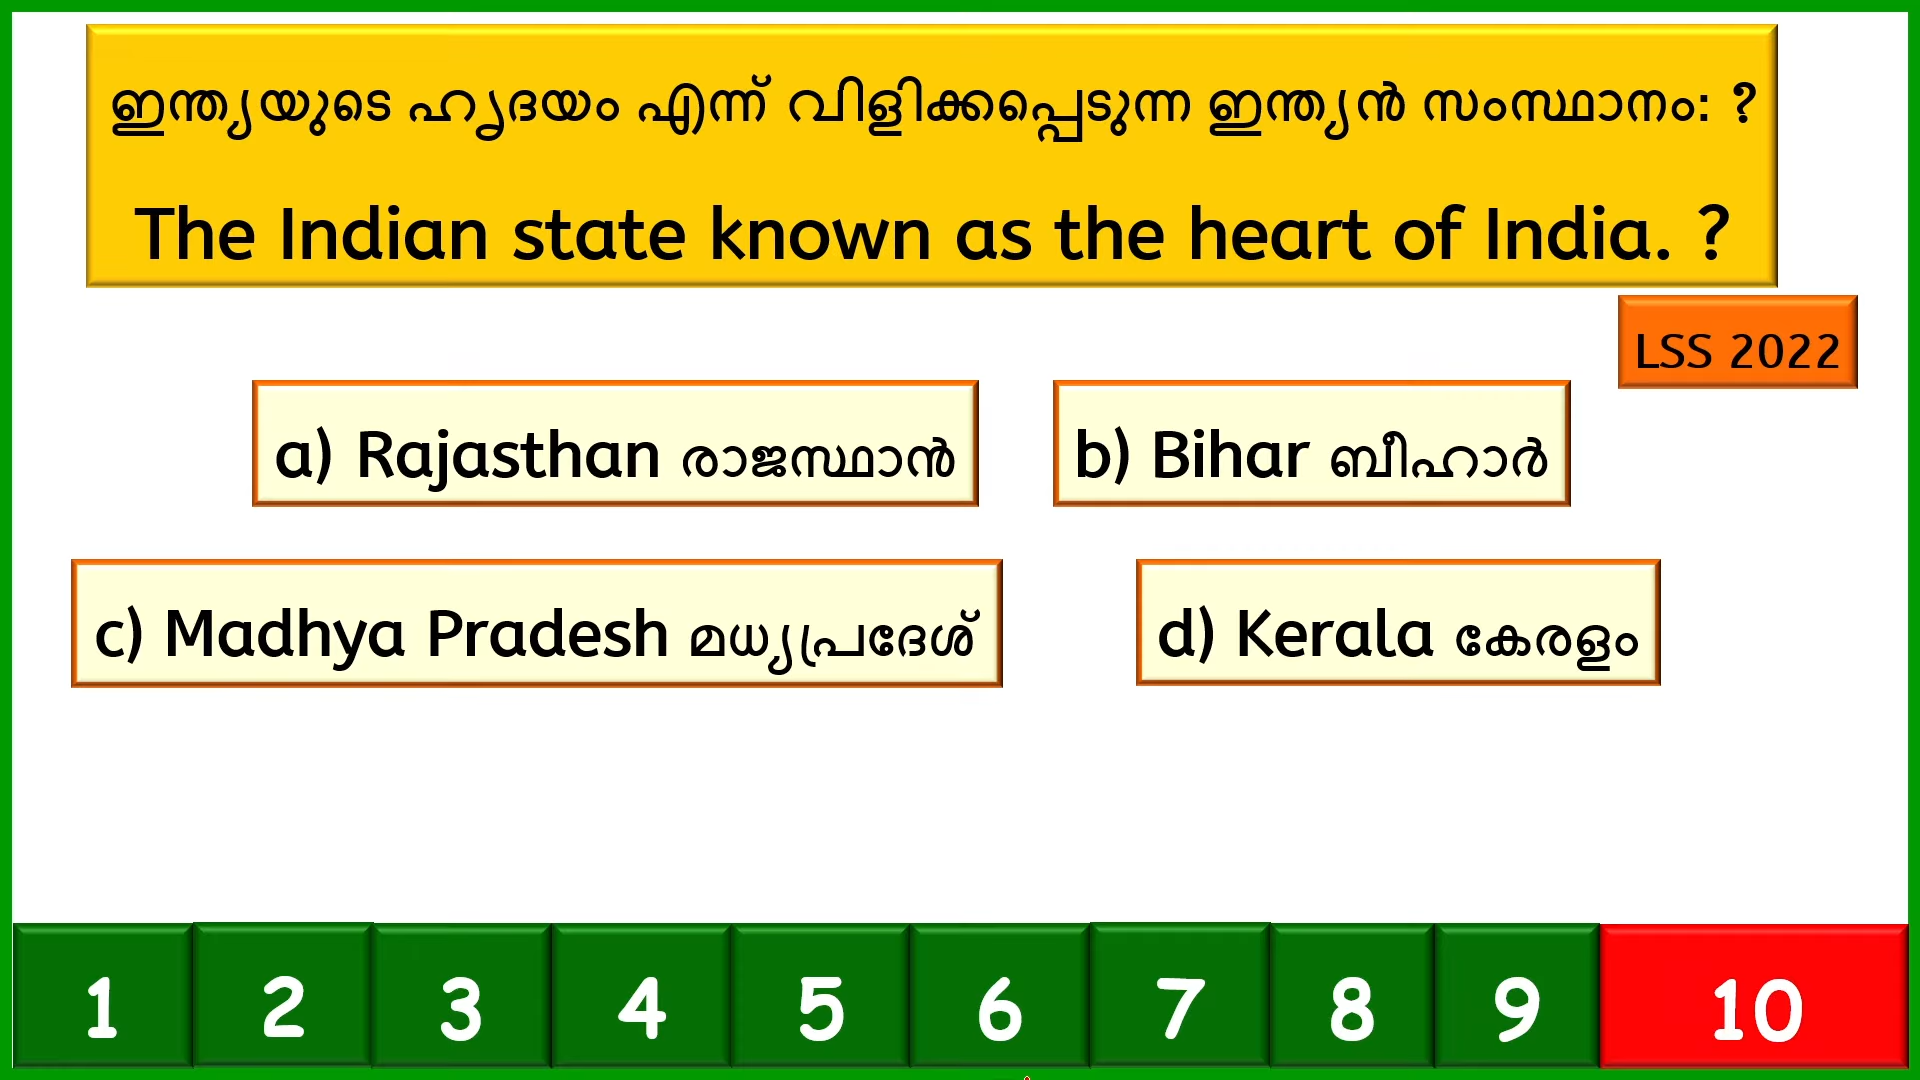 ഇന്ത്യയുടെ ഹൃദയം എന്ന് വിളിക്കപ്പെടുന്ന ഇന്ത്യൻ സംസ്ഥാനം: ?
The Indian state known as the heart of India. ?
LSS 2022
a) Rajasthan രാജസ്ഥാൻ
b) Bihar ബീഹാർ
c) Madhya Pradesh മധ്യപ്രദേശ്
d) Kerala കേരളം
1 2 3 4 5 6 7 8 9 10